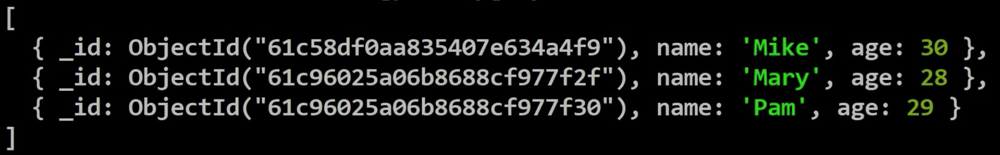 [
{ _id: ObjectId("61c58df0aa835407e634a4f9"), name: 'Mike', age: 30 },
{ _id: ObjectId("61c96025a06b8688cf977f2f"), name: 'Mary', age: 28 },
{ _id: ObjectId("61c96025a06b8688cf977f30"), name: 'Pam', age: 29 }
]